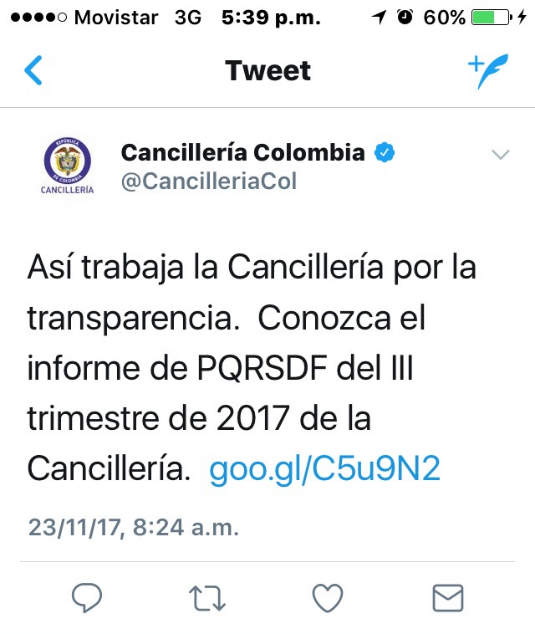 Movistar 3G 5:39 p.m. 60%
Tweet
Cancillería Colombia
@CancilleriaCol
CANCILLERÍA
Así trabaja la Cancillería por la
transparencia. Conozca el
informe de PQRSDF del III
trimestre de 2017 de la
Cancillería. goo.gl/C5u9N2
23/11/17, 8:24 a.m.